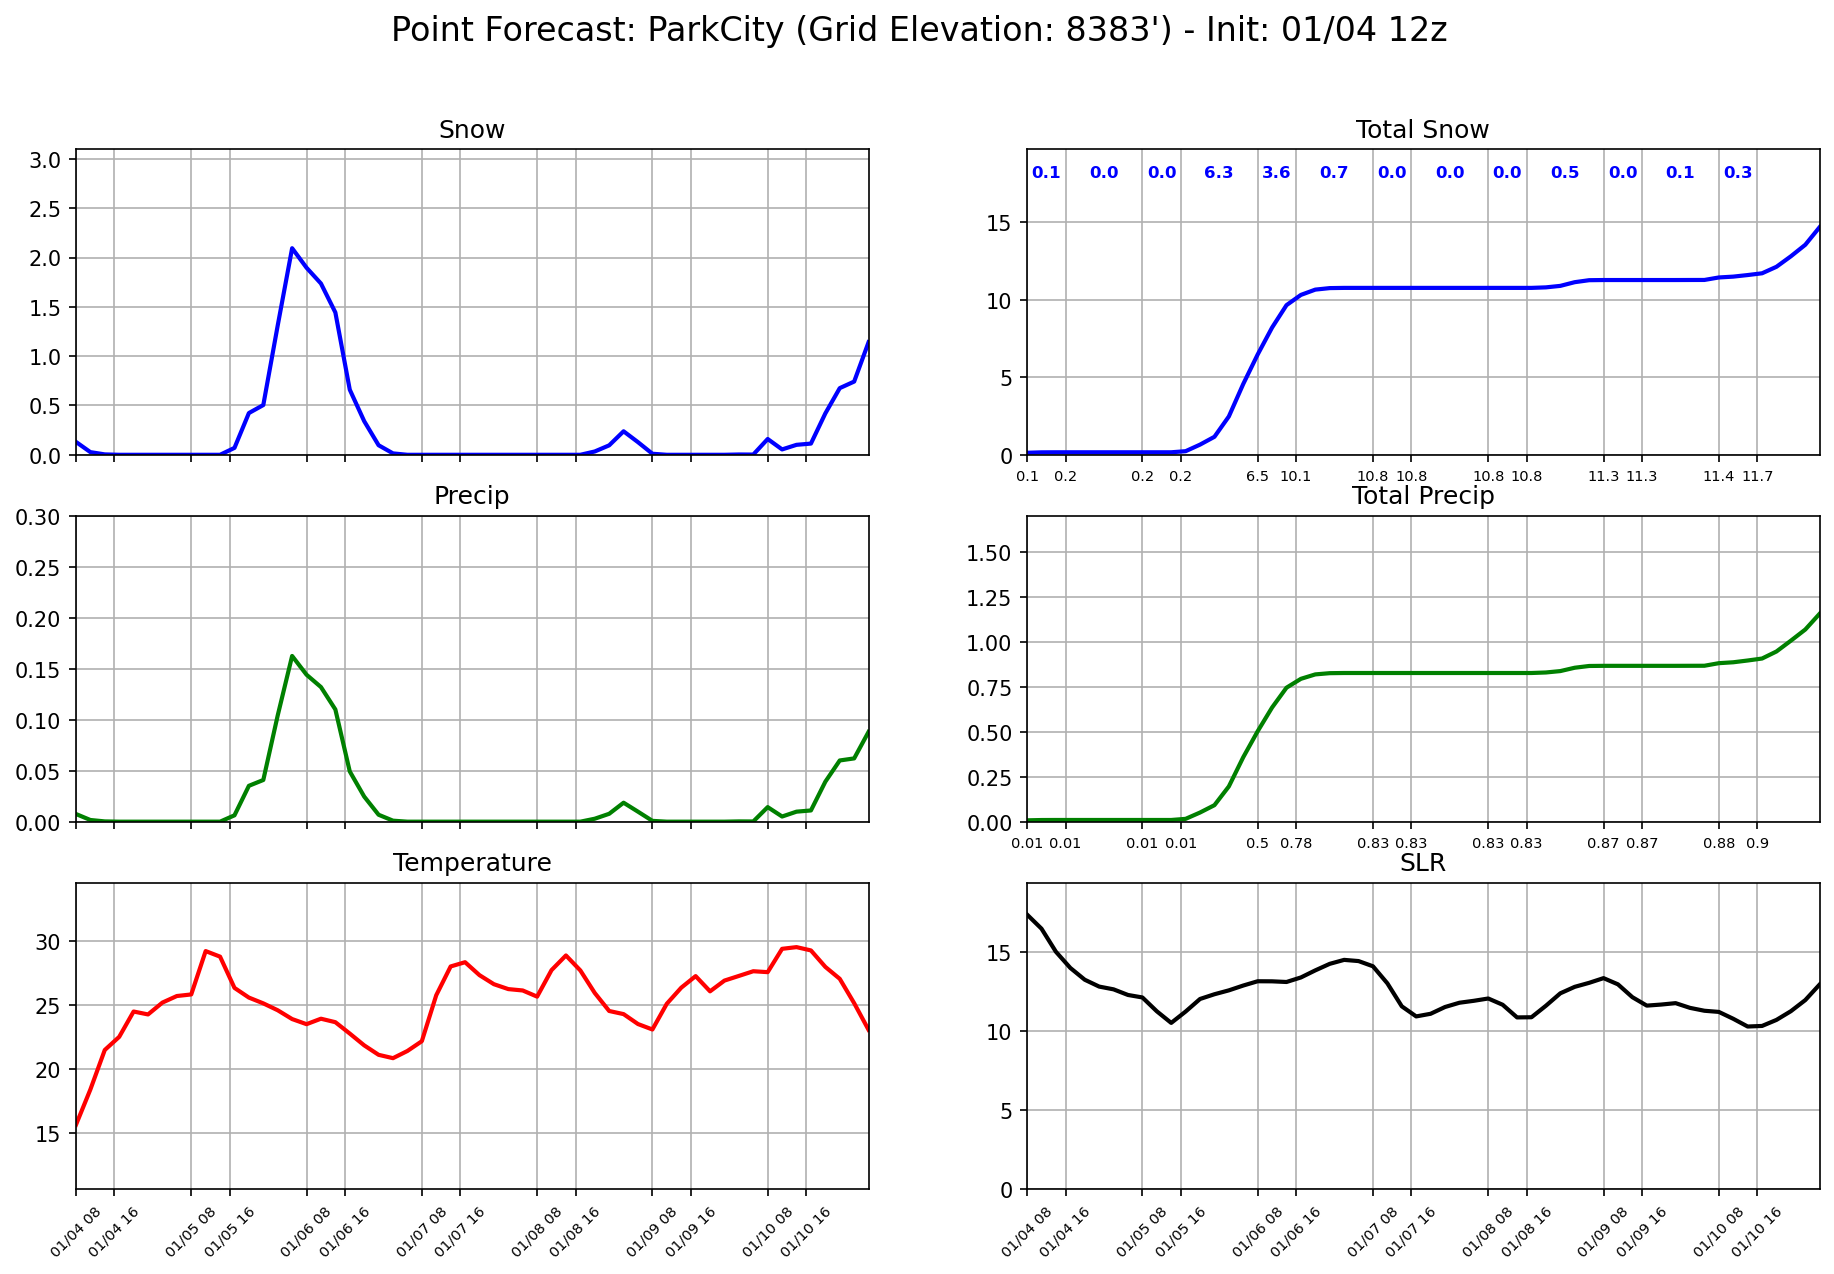 Point Forecast: ParkCity (Grid Elevation: 8383') - Init: 01/04 12z
Snow
3.0
2.5
2.0
1.5
1.0
0.5
0.0
Total Snow
0.1 0.0 0.0 6.3 3.6 0.7 0.0 0.0 0.0 0.5 0.0 0.1 0.3
15
10
5
0
0.1 0.2 0.2 0.2 6.5 10.1 10.8 10.8 10.8 10.8 11.3 11.3 11.4 11.7
Precip
0.30
0.25
0.20
0.15
0.10
0.05
0.00
Total Precip
1.50
1.25
1.00
0.75
0.50
0.25
0.00
0.01 0.01 0.01 0.01 0.5 0.78 0.83 0.83 0.83 0.83 0.87 0.87 0.88 0.9
Temperature
30
25
20
15
01/04 08 01/04 16 01/05 08 01/05 16 01/06 08 01/06 16 01/07 08 01/07 16 01/08 08 01/08 16 01/09 08 01/09 16 01/10 08 01/10 16
SLR
15
10
5
0
01/04 08 01/04 16 01/05 08 01/05 16 01/06 08 01/06 16 01/07 08 01/07 16 01/08 08 01/08 16 01/09 08 01/09 16 01/10 08 01/10 16